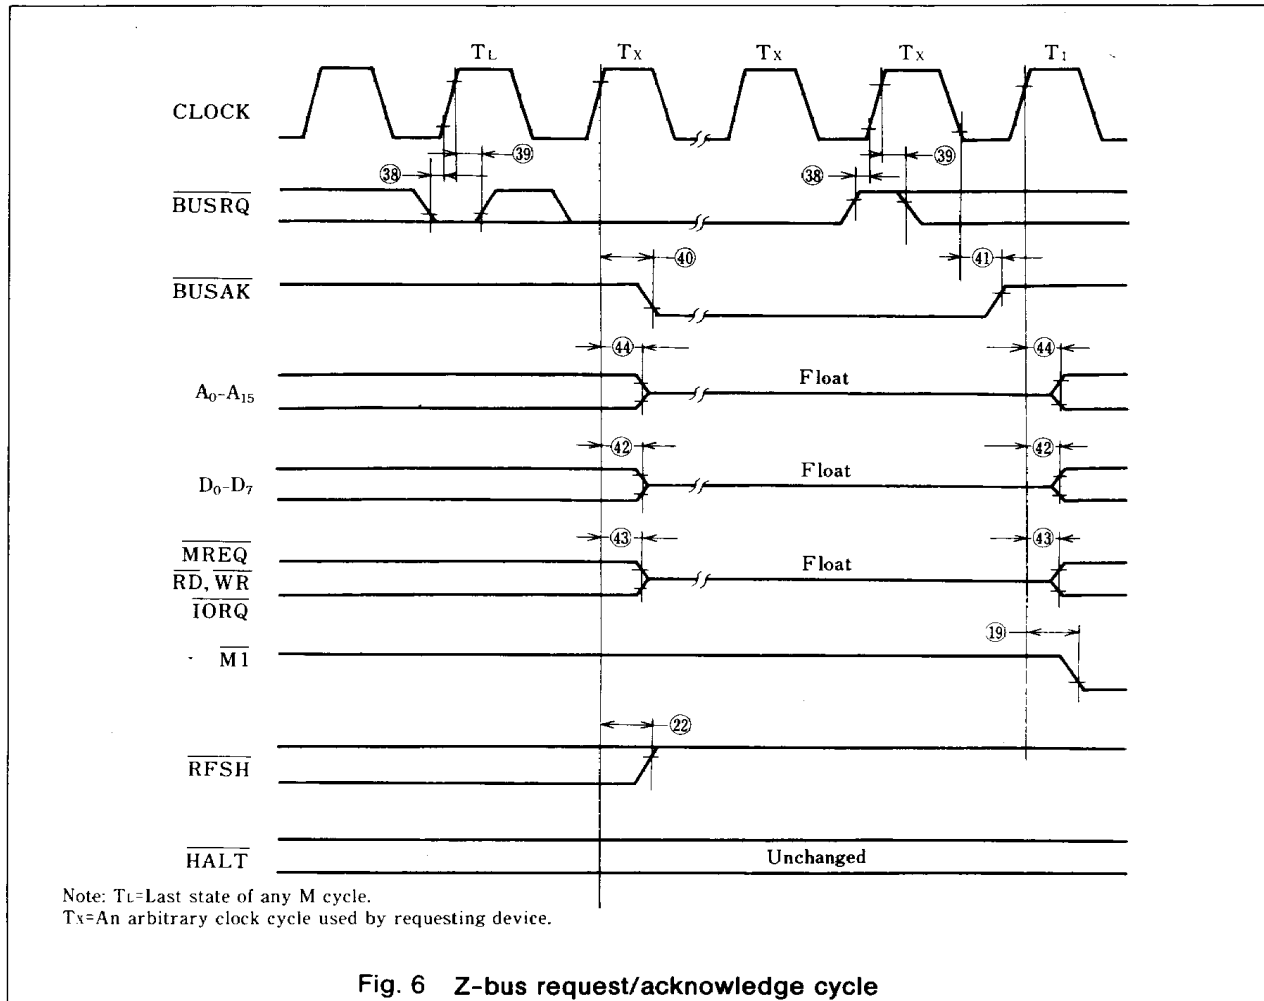 TL TX TX TX T1
CLOCK
㊴ ㊴
㊳ ㊳
BUSRQ
㊵ ㊶
BUSAK
㊹ ㊹
A0-A15 Float
㊷ ㊷
D0-D7 Float
㊸ ㊸
MREQ
RD, WR Float
IORQ
⑲
M1
㉒
RFSH
HALT Unchanged
Note: TL=Last state of any M cycle.
TX=An arbitrary clock cycle used by requesting device.
Fig. 6 Z-bus request/acknowledge cycle